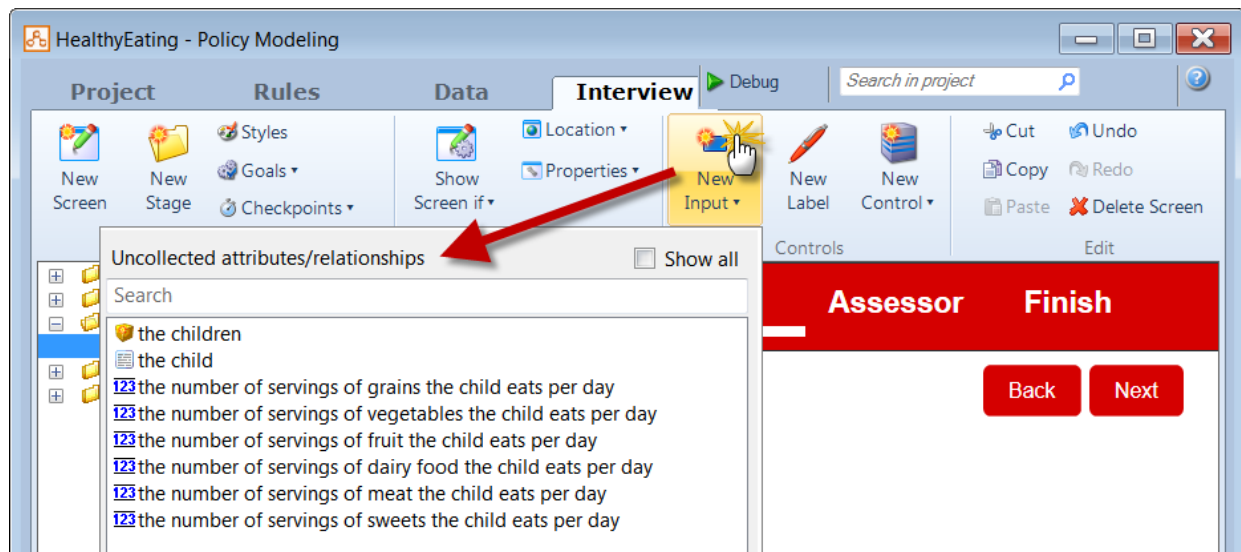 HealthyEating - Policy Modeling
Project Rules Data Interview Debug Search in project
New Screen
New Stage
Styles
Goals
Checkpoints
Show Screen if
Location
Properties
New Input
New Label
New Control
Controls
Cut
Copy
Paste
Undo
Redo
Delete Screen
Edit
Uncollected attributes/relationships Show all
Search
the children
the child
123 the number of servings of grains the child eats per day
123 the number of servings of vegetables the child eats per day
123 the number of servings of fruit the child eats per day
123 the number of servings of dairy food the child eats per day
123 the number of servings of meat the child eats per day
123 the number of servings of sweets the child eats per day
Assessor Finish
Back Next